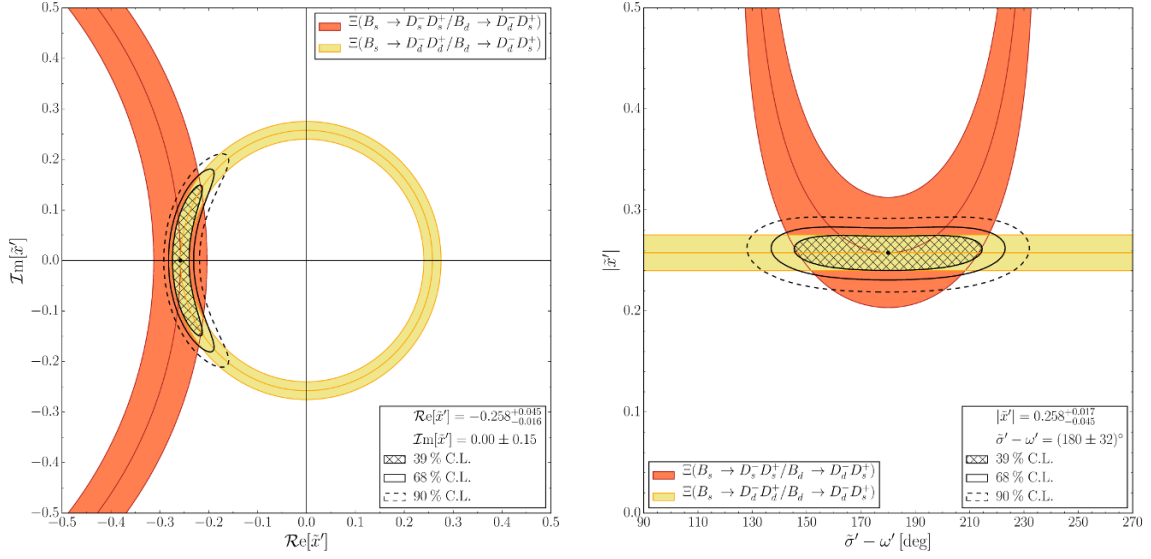 Ξ(B_s → D_s^- D_s^+/B_d → D_d^- D_s^+)
Ξ(B_s → D_d^- D_d^+/B_d → D_d^- D_s^+)
ℐm[x̃′]
0.5
0.4
0.3
0.2
0.1
0.0
−0.1
−0.2
−0.3
−0.4
−0.5
ℛe[x̃′] = −0.258^{+0.045}_{−0.016}
ℐm[x̃′] = 0.00 ± 0.15
39 % C.L.
68 % C.L.
90 % C.L.
−0.5 −0.4 −0.3 −0.2 −0.1 0.0 0.1 0.2 0.3 0.4 0.5
ℛe[x̃′]
|x̃′|
0.5
0.4
0.3
0.2
0.1
0.0
|x̃′| = 0.258^{+0.017}_{−0.045}
σ̃′ − ω′ = (180 ± 32)°
39 % C.L.
68 % C.L.
90 % C.L.
Ξ(B_s → D_s^- D_s^+/B_d → D_d^- D_s^+)
Ξ(B_s → D_d^- D_d^+/B_d → D_d^- D_s^+)
90 110 130 150 170 190 210 230 250 270
σ̃′ − ω′ [deg]